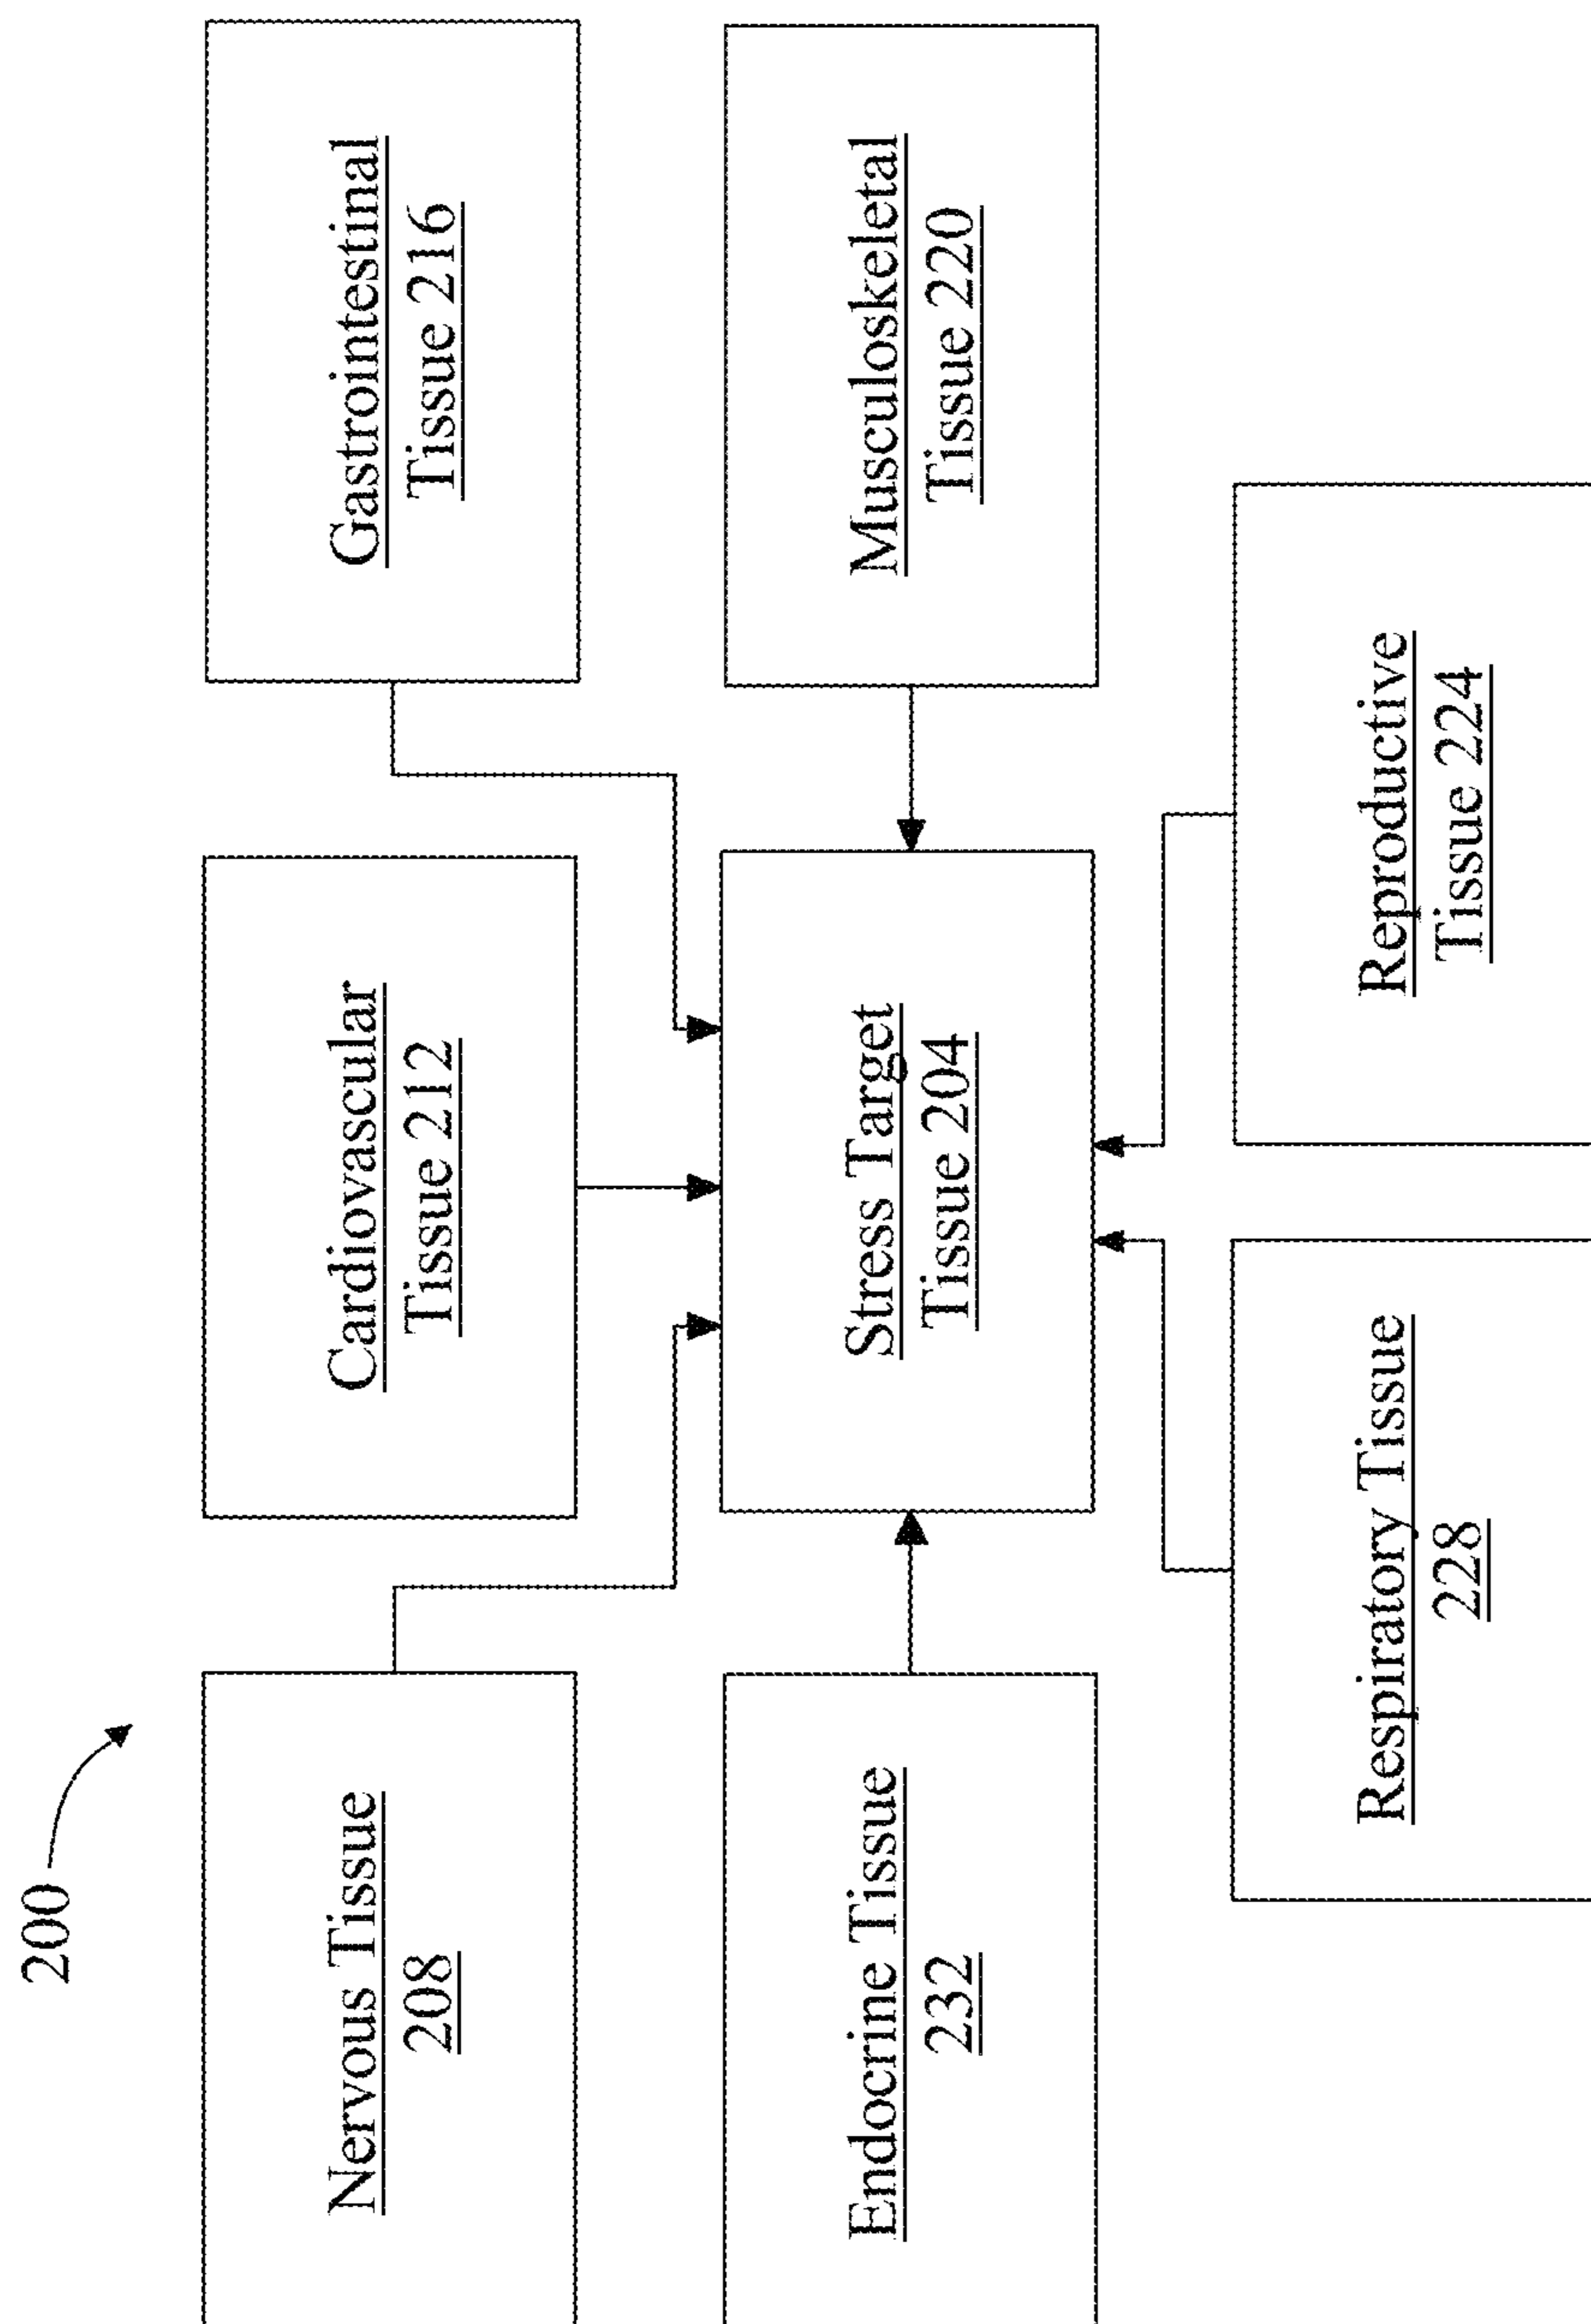 200
Nervous Tissue
208
Cardiovascular
Tissue 212
Gastrointestinal
Tissue 216
Endocrine Tissue
232
Stress Target
Tissue 204
Musculoskeletal
Tissue 220
Respiratory Tissue
228
Reproductive
Tissue 224